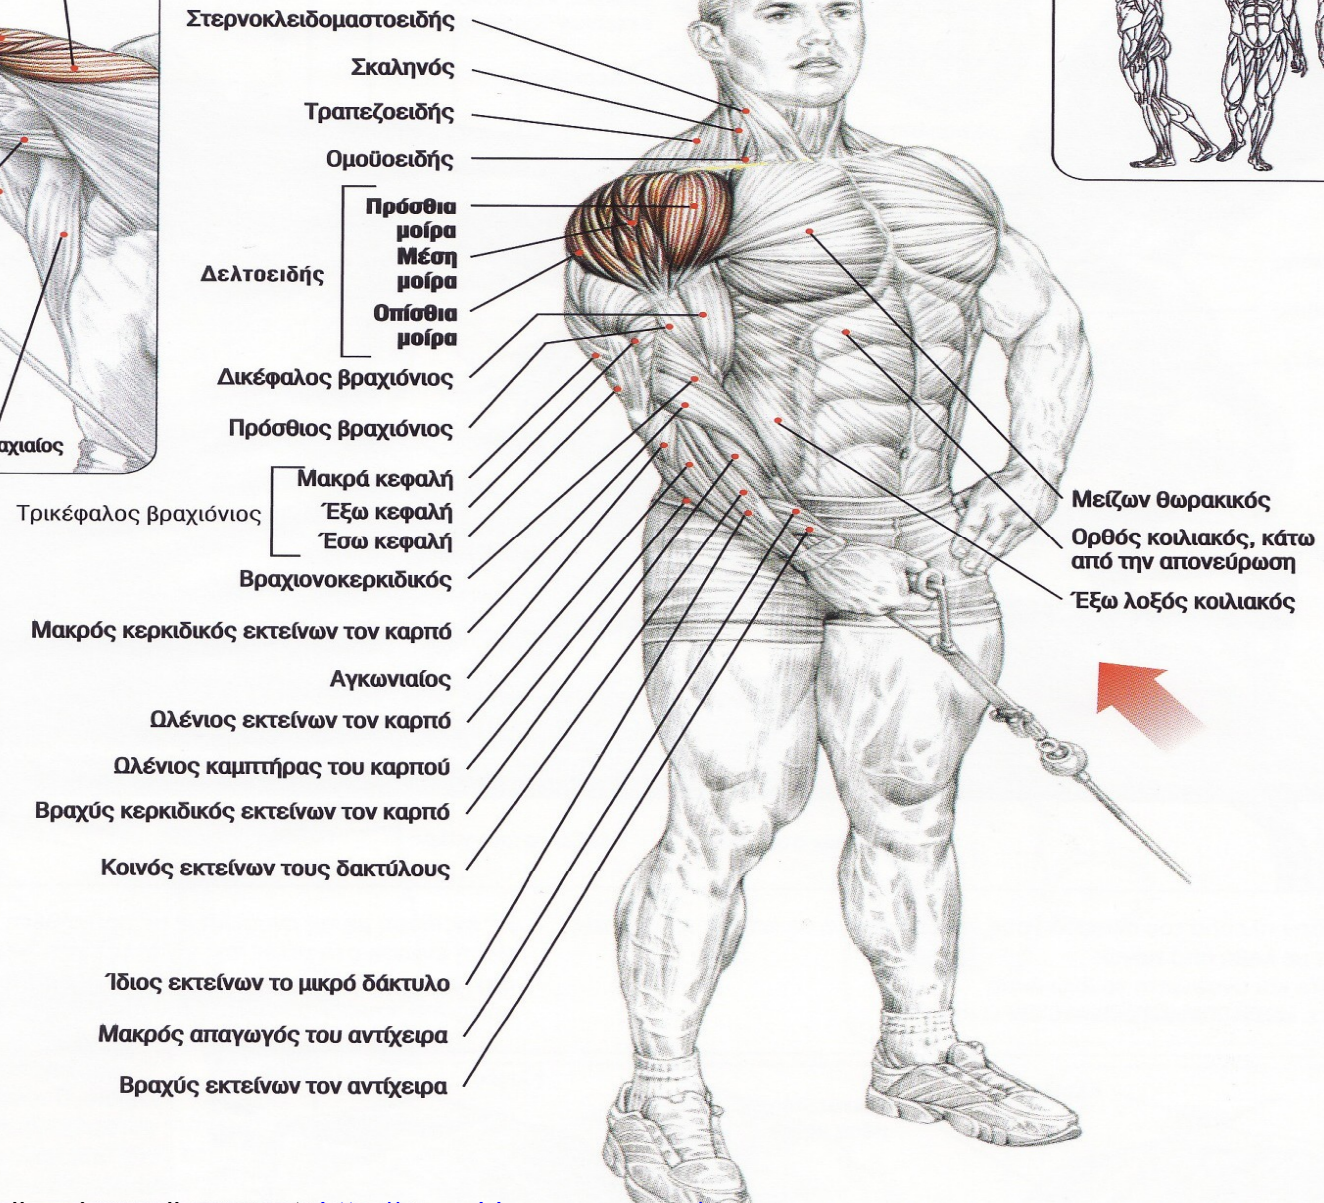 Στερνοκλειδομαστοειδής
Σκαληνός
Τραπεζοειδής
Ομοϋοειδής
Δελτοειδής
Πρόσθια
μοίρα
Μέση
μοίρα
Οπίσθια
μοίρα
Δικέφαλος βραχιόνιος
Πρόσθιος βραχιόνιος
Τρικέφαλος βραχιόνιος
Μακρά κεφαλή
Έξω κεφαλή
Έσω κεφαλή
Βραχιονοκερκιδικός
Μακρός κερκιδικός εκτείνων τον καρπό
Αγκωνιαίος
Ωλένιος εκτείνων τον καρπό
Ωλένιος καμπτήρας του καρπού
Βραχύς κερκιδικός εκτείνων τον καρπό
Κοινός εκτείνων τους δακτύλους
Ίδιος εκτείνων το μικρό δάκτυλο
Μακρός απαγωγός του αντίχειρα
Βραχύς εκτείνων τον αντίχειρα
Μείζων θωρακικός
Ορθός κοιλιακός, κάτω
από την απονεύρωση
Έξω λοξός κοιλιακός